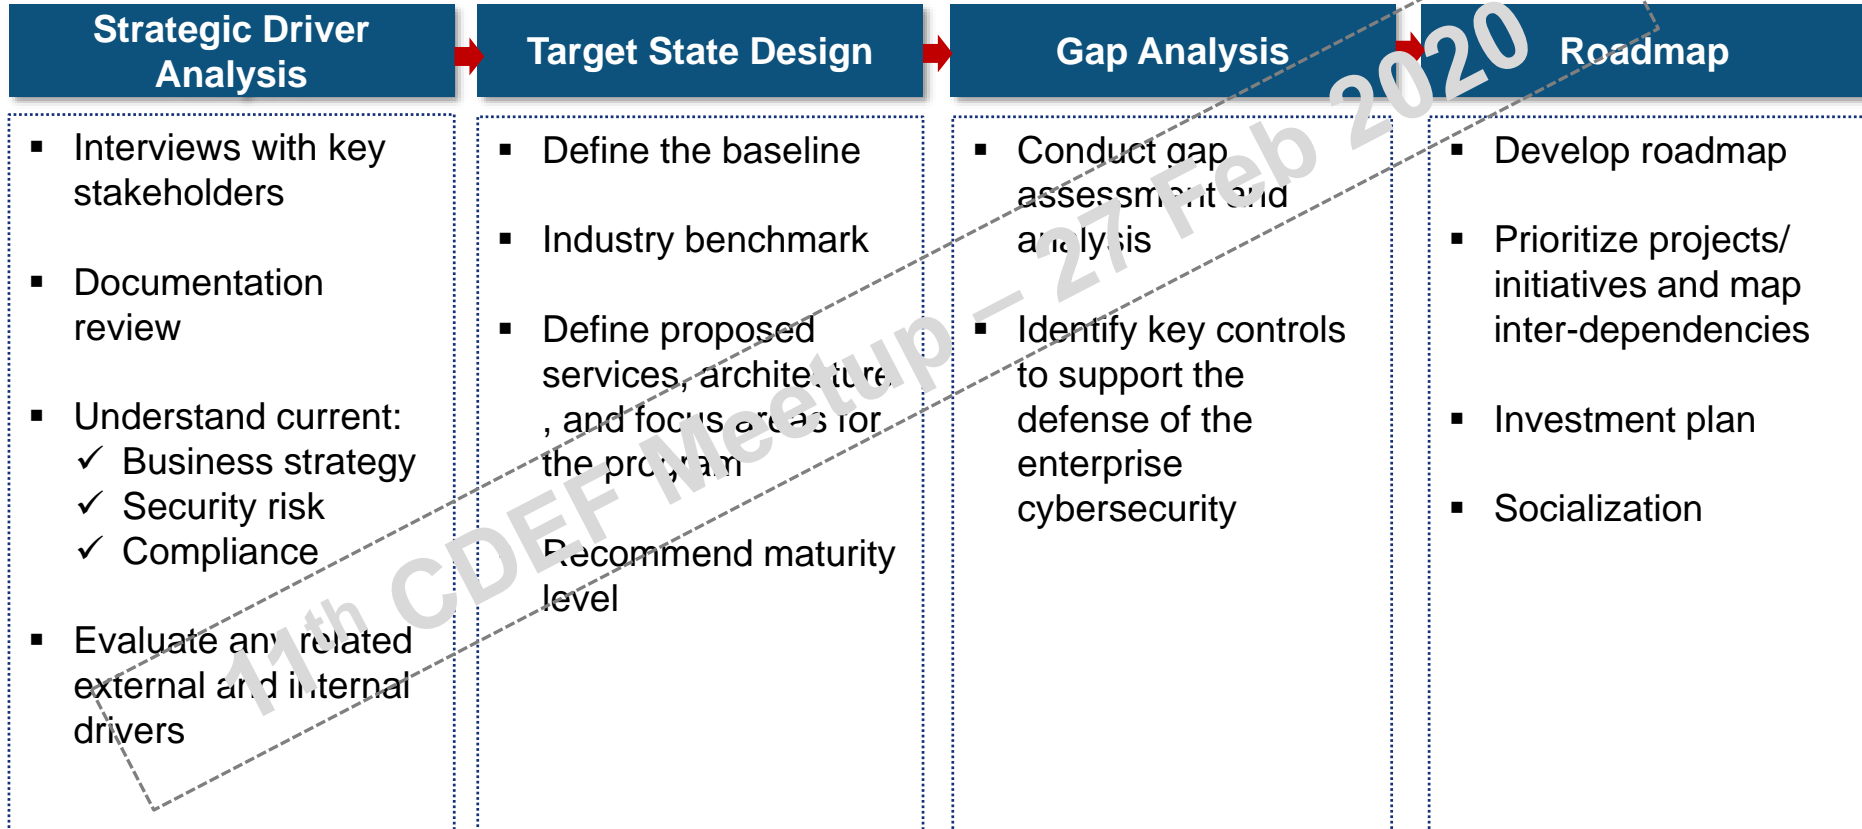 Strategic Driver
Analysis
▪ Interviews with key
stakeholders
▪ Documentation
review
▪ Understand current:
✓ Business strategy
✓ Security risk
✓ Compliance
▪ Evaluate any related
external and internal
drivers
Target State Design
▪ Define the baseline
▪ Industry benchmark
▪ Define proposed
services, architecture
, and focus areas for
the program
Recommend maturity
level
Gap Analysis
▪ Conduct gap
assessment and
analysis
▪ Identify key controls
to support the
defense of the
enterprise
cybersecurity
Roadmap
▪ Develop roadmap
▪ Prioritize projects/
initiatives and map
inter-dependencies
▪ Investment plan
▪ Socialization
11th CDEF Meetup – 27 Feb 2020